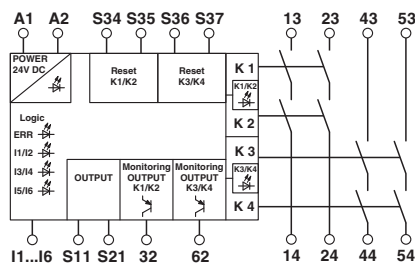 A1 A2 S34 S35 S36 S37 13 23 43 53
POWER
24V DC
Reset
K1/K2
Reset
K3/K4
K 1
K1/K2
K 2
Logic
ERR
I1/I2
I3/I4
I5/I6
K 3
K3/K4
K 4
OUTPUT
Monitoring
OUTPUT
K1/K2
Monitoring
OUTPUT
K3/K4
I1...I6 S11 S21 32 62 14 24 44 54